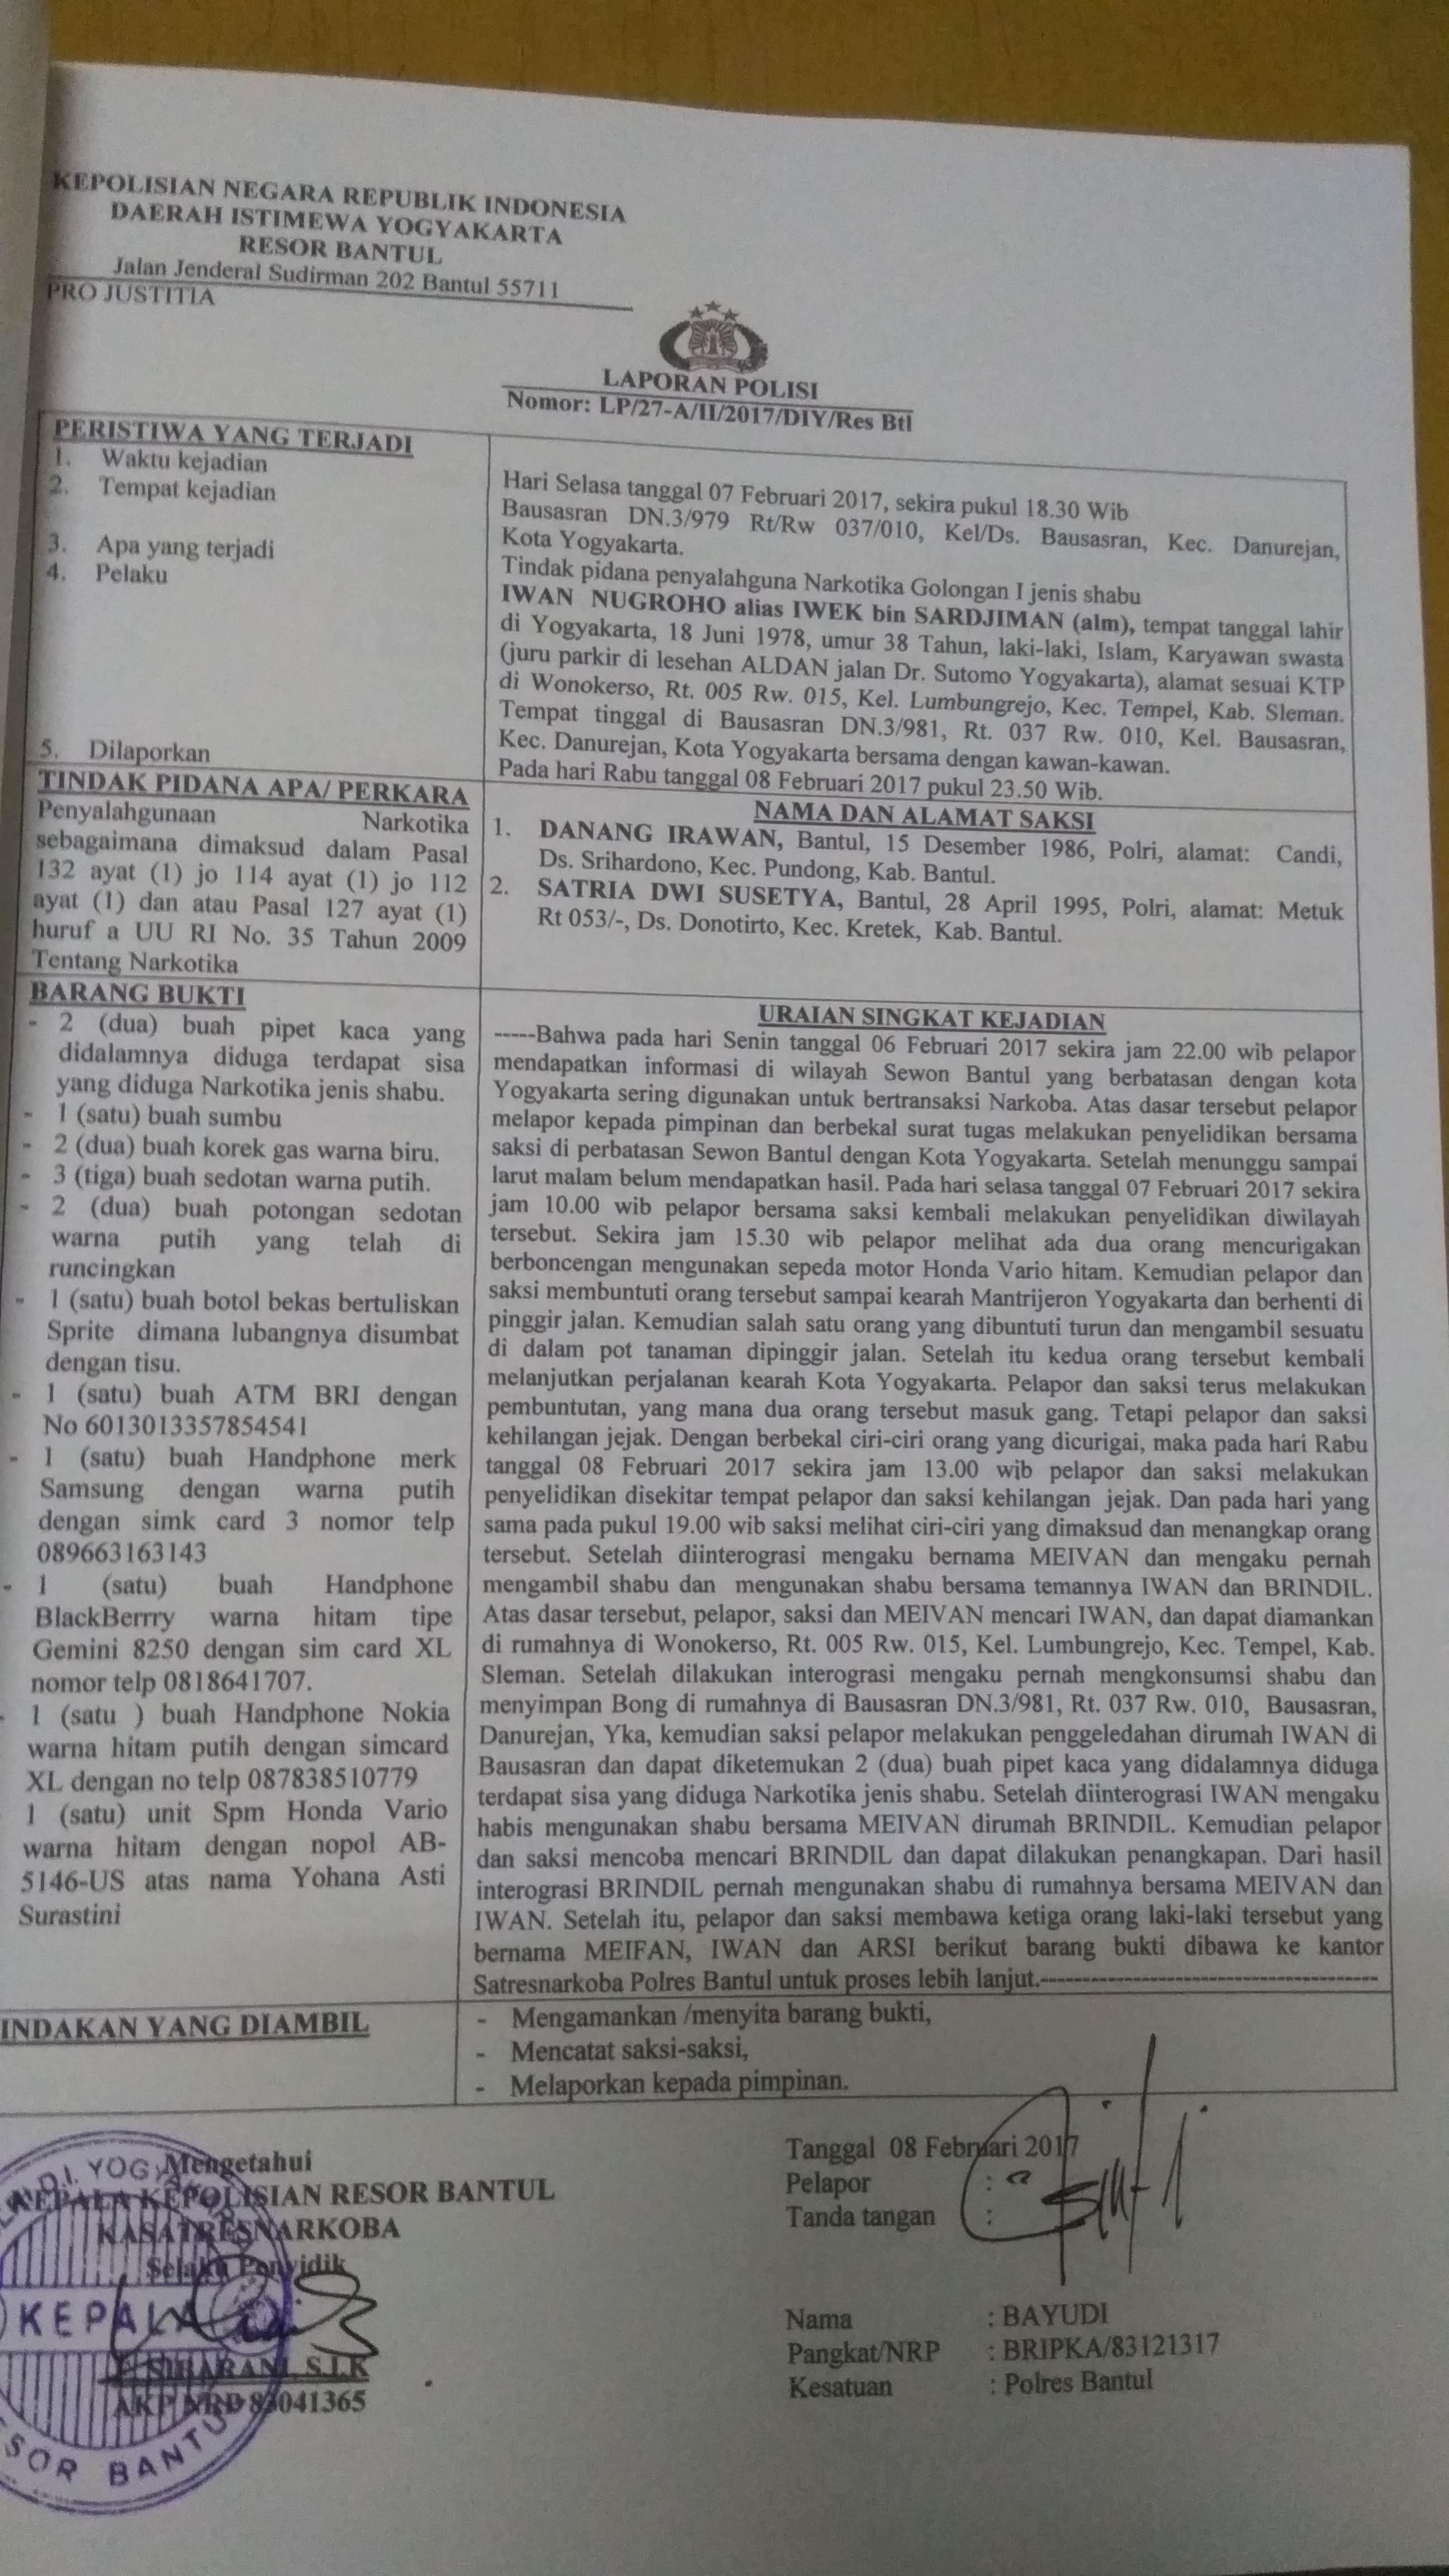 KEPOLISIAN NEGARA REPUBLIK INDONESIA
DAERAH ISTIMEWA YOGYAKARTA
RESOR BANTUL
Jalan Jenderal Sudirman 202 Bantul 55711
PRO JUSTITIA
LAPORAN POLISI
Nomor: LP/27-A/II/2017/DIY/Res Btl
PERISTIWA YANG TERJADI
1. Waktu kejadian
2. Tempat kejadian
3. Apa yang terjadi
4. Pelaku
5. Dilaporkan
Hari Selasa tanggal 07 Februari 2017, sekira pukul 18.30 Wib
Bausasran DN.3/979 Rt/Rw 037/010, Kel/Ds. Bausasran, Kec. Danurejan,
Kota Yogyakarta.
Tindak pidana penyalahguna Narkotika Golongan I jenis shabu
IWAN NUGROHO alias IWEK bin SARDJIMAN (alm), tempat tanggal lahir
di Yogyakarta, 18 Juni 1978, umur 38 Tahun, laki-laki, Islam, Karyawan swasta
(juru parkir di lesehan ALDAN jalan Dr. Sutomo Yogyakarta), alamat sesuai KTP
di Wonokerso, Rt. 005 Rw. 015, Kel. Lumbungrejo, Kec. Tempel, Kab. Sleman.
Tempat tinggal di Bausasran DN.3/981, Rt. 037 Rw. 010, Kel. Bausasran,
Kec. Danurejan, Kota Yogyakarta bersama dengan kawan-kawan.
Pada hari Rabu tanggal 08 Februari 2017 pukul 23.50 Wib.
TINDAK PIDANA APA/ PERKARA
Penyalahgunaan Narkotika
sebagaimana dimaksud dalam Pasal
132 ayat (1) jo 114 ayat (1) jo 112
ayat (1) dan atau Pasal 127 ayat (1)
huruf a UU RI No. 35 Tahun 2009
Tentang Narkotika
NAMA DAN ALAMAT SAKSI
1. DANANG IRAWAN, Bantul, 15 Desember 1986, Polri, alamat: Candi,
Ds. Srihardono, Kec. Pundong, Kab. Bantul.
2. SATRIA DWI SUSETYA, Bantul, 28 April 1995, Polri, alamat: Metuk
Rt 053/-, Ds. Donotirto, Kec. Kretek, Kab. Bantul.
BARANG BUKTI
- 2 (dua) buah pipet kaca yang
didalamnya diduga terdapat sisa
yang diduga Narkotika jenis shabu.
- 1 (satu) buah sumbu
- 2 (dua) buah korek gas warna biru.
- 3 (tiga) buah sedotan warna putih.
- 2 (dua) buah potongan sedotan
warna putih yang telah di
runcingkan
- 1 (satu) buah botol bekas bertuliskan
Sprite dimana lubangnya disumbat
dengan tisu.
- 1 (satu) buah ATM BRI dengan
No 6013013357854541
- 1 (satu) buah Handphone merk
Samsung dengan warna putih
dengan simk card 3 nomor telp
089663163143
- 1 (satu) buah Handphone
BlackBerrry warna hitam tipe
Gemini 8250 dengan sim card XL
nomor telp 0818641707.
- 1 (satu ) buah Handphone Nokia
warna hitam putih dengan simcard
XL dengan no telp 087838510779
1 (satu) unit Spm Honda Vario
warna hitam dengan nopol AB-
5146-US atas nama Yohana Asti
Surastini
URAIAN SINGKAT KEJADIAN
-----Bahwa pada hari Senin tanggal 06 Februari 2017 sekira jam 22.00 wib pelapor
mendapatkan informasi di wilayah Sewon Bantul yang berbatasan dengan kota
Yogyakarta sering digunakan untuk bertransaksi Narkoba. Atas dasar tersebut pelapor
melapor kepada pimpinan dan berbekal surat tugas melakukan penyelidikan bersama
saksi di perbatasan Sewon Bantul dengan Kota Yogyakarta. Setelah menunggu sampai
larut malam belum mendapatkan hasil. Pada hari selasa tanggal 07 Februari 2017 sekira
jam 10.00 wib pelapor bersama saksi kembali melakukan penyelidikan diwilayah
tersebut. Sekira jam 15.30 wib pelapor melihat ada dua orang mencurigakan
berboncengan mengunakan sepeda motor Honda Vario hitam. Kemudian pelapor dan
saksi membuntuti orang tersebut sampai kearah Mantrijeron Yogyakarta dan berhenti di
pinggir jalan. Kemudian salah satu orang yang dibuntuti turun dan mengambil sesuatu
di dalam pot tanaman dipinggir jalan. Setelah itu kedua orang tersebut kembali
melanjutkan perjalanan kearah Kota Yogyakarta. Pelapor dan saksi terus melakukan
pembuntutan, yang mana dua orang tersebut masuk gang. Tetapi pelapor dan saksi
kehilangan jejak. Dengan berbekal ciri-ciri orang yang dicurigai, maka pada hari Rabu
tanggal 08 Februari 2017 sekira jam 13.00 wib pelapor dan saksi melakukan
penyelidikan disekitar tempat pelapor dan saksi kehilangan jejak. Dan pada hari yang
sama pada pukul 19.00 wib saksi melihat ciri-ciri yang dimaksud dan menangkap orang
tersebut. Setelah diinterograsi mengaku bernama MEIVAN dan mengaku pernah
mengambil shabu dan mengunakan shabu bersama temannya IWAN dan BRINDIL.
Atas dasar tersebut, pelapor, saksi dan MEIVAN mencari IWAN, dan dapat diamankan
di rumahnya di Wonokerso, Rt. 005 Rw. 015, Kel. Lumbungrejo, Kec. Tempel, Kab.
Sleman. Setelah dilakukan interograsi mengaku pernah mengkonsumsi shabu dan
menyimpan Bong di rumahnya di Bausasran DN.3/981, Rt. 037 Rw. 010, Bausasran,
Danurejan, Yka, kemudian saksi pelapor melakukan penggeledahan dirumah IWAN di
Bausasran dan dapat diketemukan 2 (dua) buah pipet kaca yang didalamnya diduga
terdapat sisa yang diduga Narkotika jenis shabu. Setelah diinterograsi IWAN mengaku
habis mengunakan shabu bersama MEIVAN dirumah BRINDIL. Kemudian pelapor
dan saksi mencoba mencari BRINDIL dan dapat dilakukan penangkapan. Dari hasil
interograsi BRINDIL pernah mengunakan shabu di rumahnya bersama MEIVAN dan
IWAN. Setelah itu, pelapor dan saksi membawa ketiga orang laki-laki tersebut yang
bernama MEIFAN, IWAN dan ARSI berikut barang bukti dibawa ke kantor
Satresnarkoba Polres Bantul untuk proses lebih lanjut.----------------------------------------
INDAKAN YANG DIAMBIL
- Mengamankan /menyita barang bukti,
- Mencatat saksi-saksi,
- Melaporkan kepada pimpinan.
Mengetahui
KEPALA KEPOLISIAN RESOR BANTUL
KASATRESNARKOBA
Selaku Penyidik
SIBARANI, S.I.K
AKP NRP 83041365
KEPALA
RESOR BANTUL
Tanggal 08 Februari 2017
Pelapor :
Tanda tangan :
Nama : BAYUDI
Pangkat/NRP : BRIPKA/83121317
Kesatuan : Polres Bantul